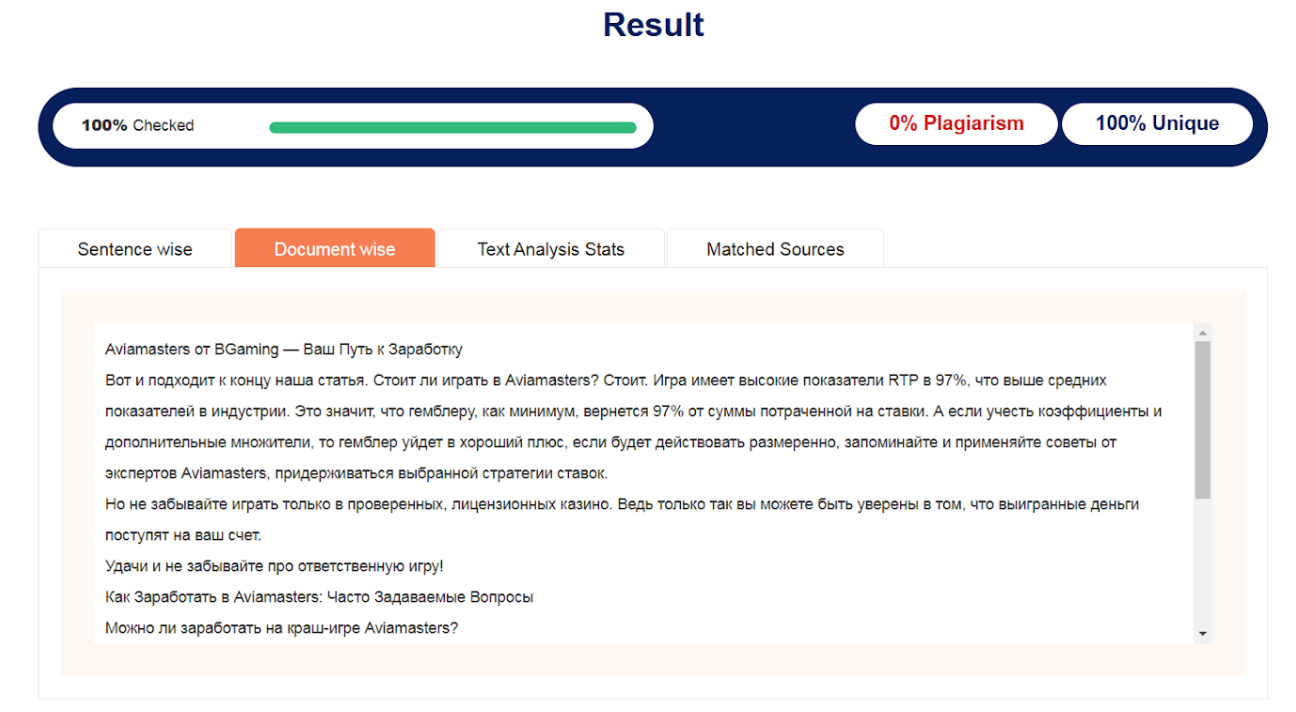 Result
100% Checked
0% Plagiarism
100% Unique
Sentence wise
Document wise
Text Analysis Stats
Matched Sources
Aviamasters от BGaming — Ваш Путь к Заработку
Вот и подходит к концу наша статья. Стоит ли играть в Aviamasters? Стоит. Игра имеет высокие показатели RTP в 97%, что выше средних
показателей в индустрии. Это значит, что гемблеру, как минимум, вернется 97% от суммы потраченной на ставки. А если учесть коэффициенты и
дополнительные множители, то гемблер уйдет в хороший плюс, если будет действовать размеренно, запоминайте и применяйте советы от
экспертов Aviamasters, придерживаться выбранной стратегии ставок.
Но не забывайте играть только в проверенных, лицензионных казино. Ведь только так вы можете быть уверены в том, что выигранные деньги
поступят на ваш счет.
Удачи и не забывайте про ответственную игру!
Как Заработать в Aviamasters: Часто Задаваемые Вопросы
Можно ли заработать на краш-игре Aviamasters?